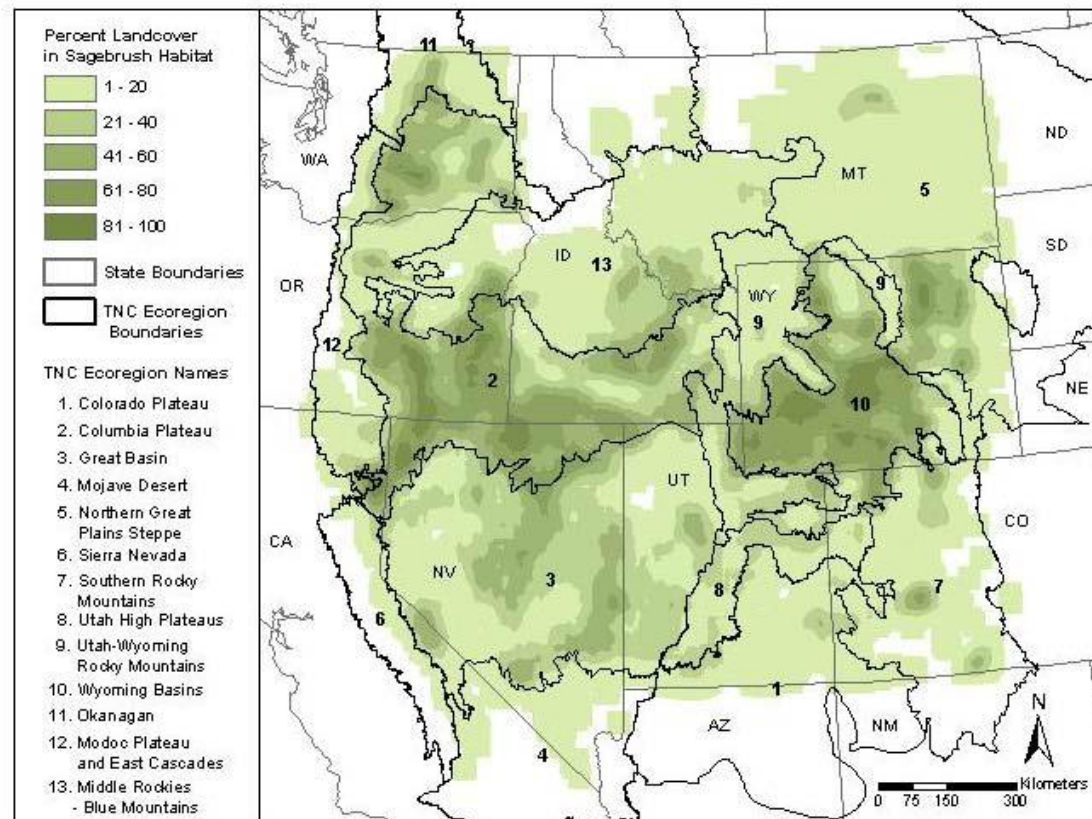 Percent Landcover
in Sagebrush Habitat
1 - 20
21 - 40
41 - 60
61 - 80
81 - 100
State Boundaries
TNC Ecoregion
Boundaries
TNC Ecoregion Names
1. Colorado Plateau
2. Columbia Plateau
3. Great Basin
4. Mojave Desert
5. Northern Great
Plains Steppe
6. Sierra Nevada
7. Southern Rocky
Mountains
8. Utah High Plateaus
9. Utah-Wyoming
Rocky Mountains
10. Wyoming Basins
11. Okanagan
12. Modoc Plateau
and East Cascades
13. Middle Rockies
- Blue Mountains
11
WA
ND
MT
5
ID
13
SD
OR
WY
9
9
12
2
10
NE
UT
CA
CO
NV
3
8
7
6
1
AZ
NM
N
4
Kilometers
0 75 150 300